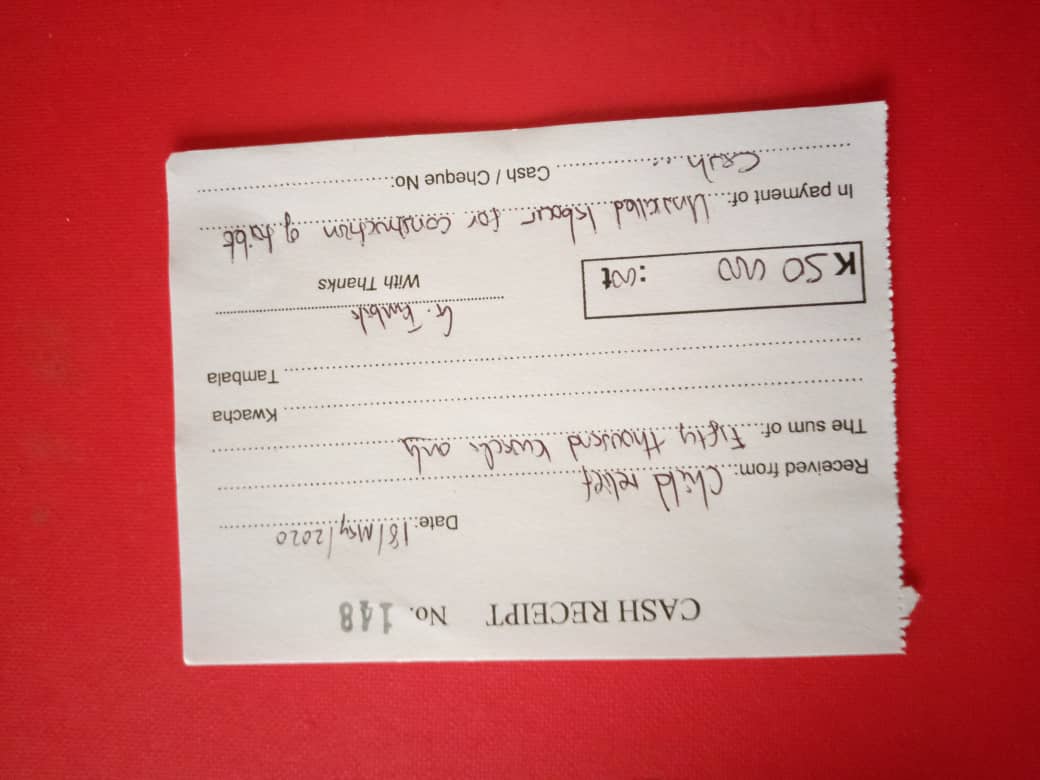 CASH RECEIPT No. 148
Date: 18/May/2020
Received from: Child relief
The sum of: Fifty thousand kwacha only
Kwacha
Tambala
K 50 000 : 00t
G.
With Thanks
In payment of: Unskilled labour for construction of
Cash Cash / Cheque No: